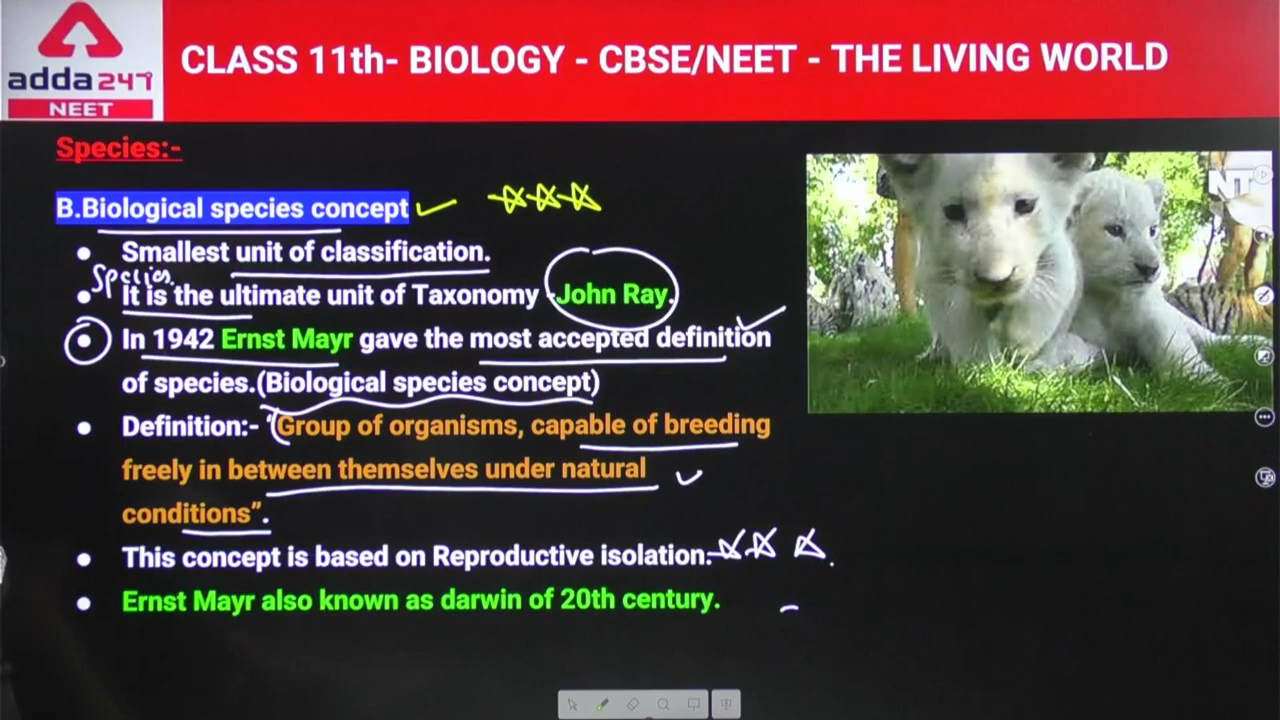 adda247
NEET
CLASS 11th- BIOLOGY - CBSE/NEET - THE LIVING WORLD
Species:-
B.Biological species concept
Smallest unit of classification.
Species.
It is the ultimate unit of Taxonomy -John Ray.
In 1942 Ernst Mayr gave the most accepted definition
of species.(Biological species concept)
Definition:- “Group of organisms, capable of breeding
freely in between themselves under natural
conditions”.
This concept is based on Reproductive isolation.
Ernst Mayr also known as darwin of 20th century.
NT